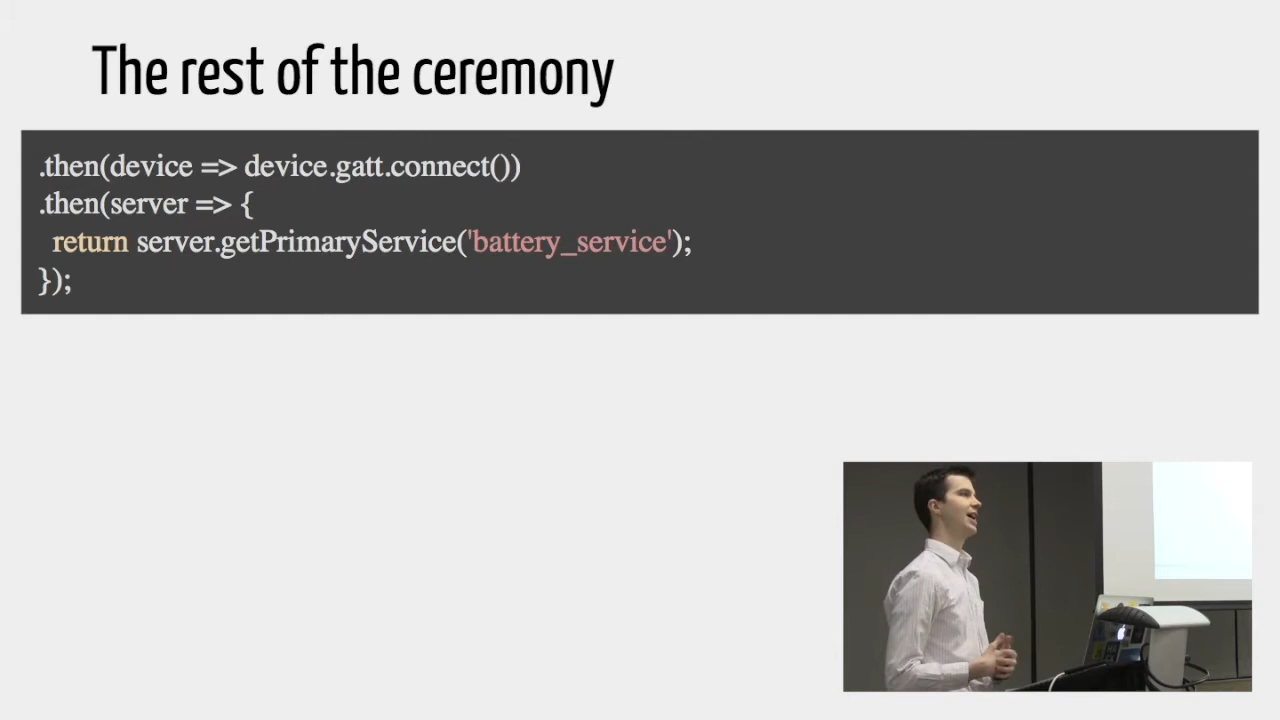 The rest of the ceremony
.then(device => device.gatt.connect())
.then(server => {
  return server.getPrimaryService('battery_service');
});